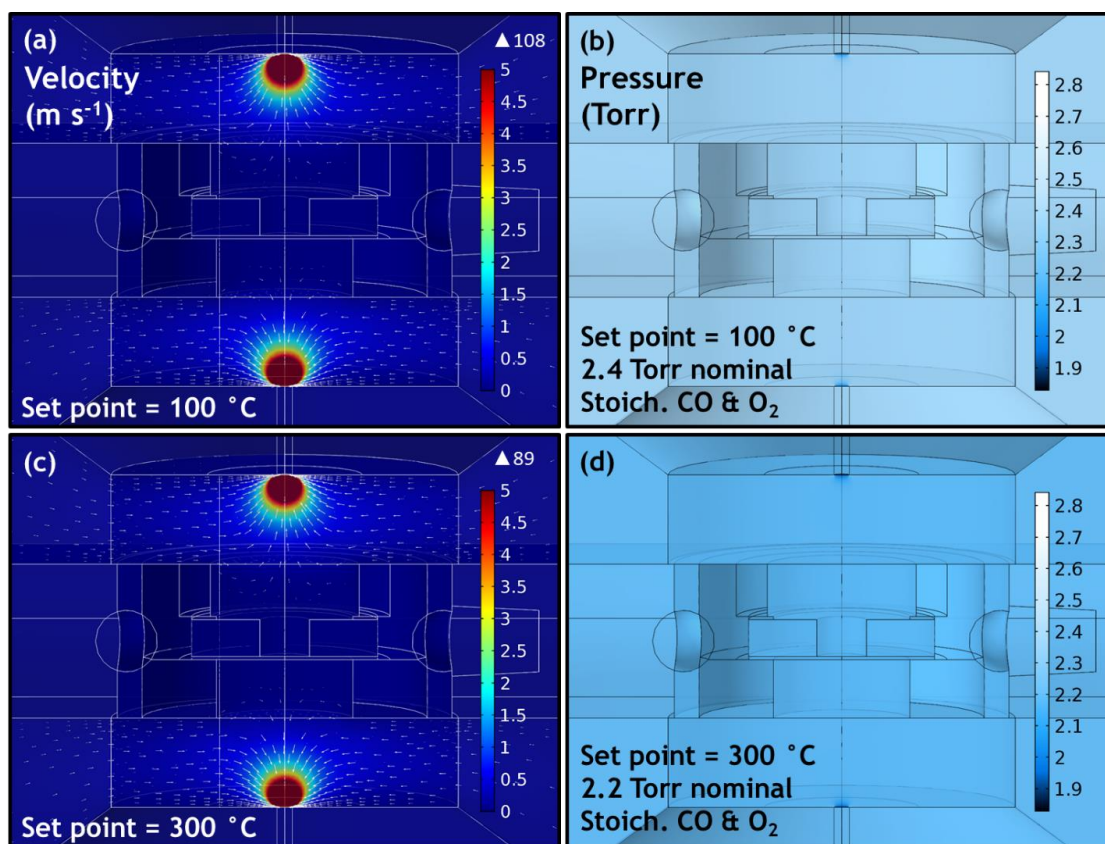 (a)
Velocity
(m s⁻¹)
▲108
5
4.5
4
3.5
3
2.5
2
1.5
1
0.5
0
Set point = 100 °C
(b)
Pressure
(Torr)
2.8
2.7
2.6
2.5
2.4
2.3
2.2
2.1
2
1.9
Set point = 100 °C
2.4 Torr nominal
Stoich. CO & O₂
(c)
▲89
5
4.5
4
3.5
3
2.5
2
1.5
1
0.5
0
Set point = 300 °C
(d)
2.8
2.7
2.6
2.5
2.4
2.3
2.2
2.1
2
1.9
Set point = 300 °C
2.2 Torr nominal
Stoich. CO & O₂